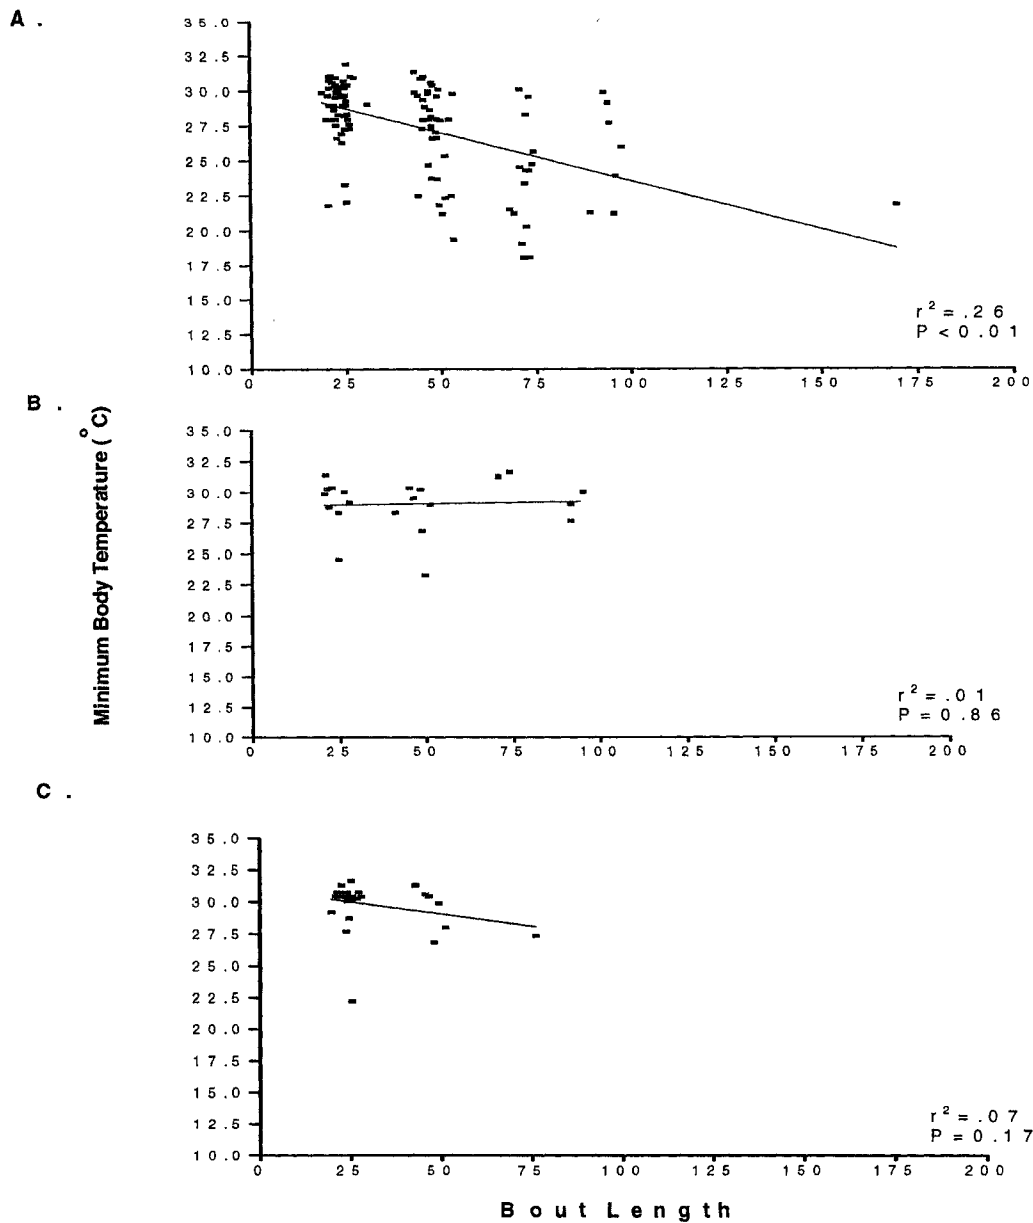 A .
35.0
32.5
30.0
27.5
25.0
22.5
20.0
17.5
15.0
12.5
10.0
r² = .26
P < 0.01
0 25 50 75 100 125 150 175 200
B .
Minimum Body Temperature (°C)
35.0
32.5
30.0
27.5
25.0
22.5
20.0
17.5
15.0
12.5
10.0
r² = .01
P = 0.86
0 25 50 75 100 125 150 175 200
C .
35.0
32.5
30.0
27.5
25.0
22.5
20.0
17.5
15.0
12.5
10.0
r² = .07
P = 0.17
0 25 50 75 100 125 150 175 200
Bout Length